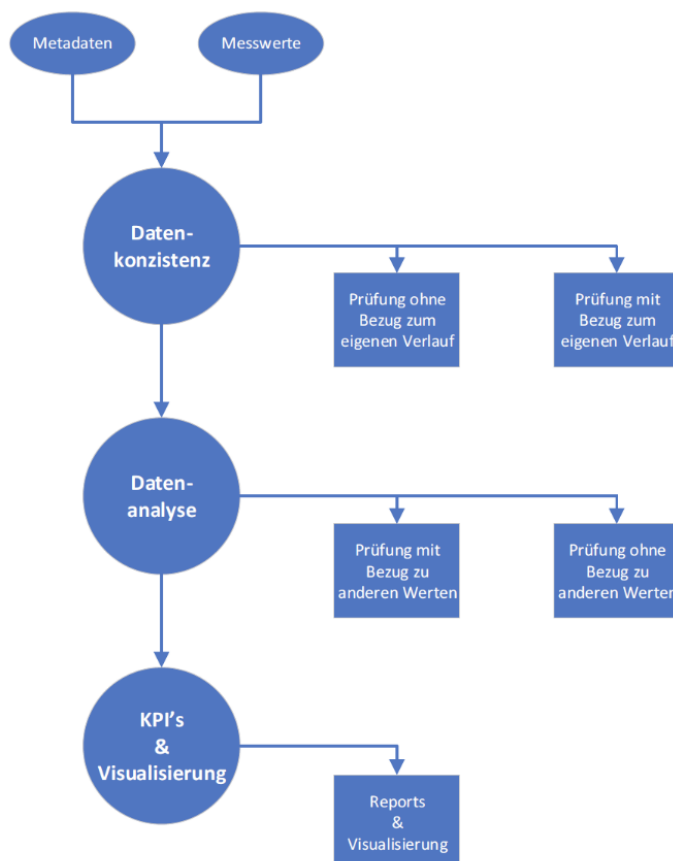 Metadaten
Messwerte
Daten-
konzistenz
Prüfung ohne
Bezug zum
eigenen Verlauf
Prüfung mit
Bezug zum
eigenen Verlauf
Daten-
analyse
Prüfung mit
Bezug zu
anderen Werten
Prüfung ohne
Bezug zu
anderen Werten
KPI's
&
Visualisierung
Reports
&
Visualisierung